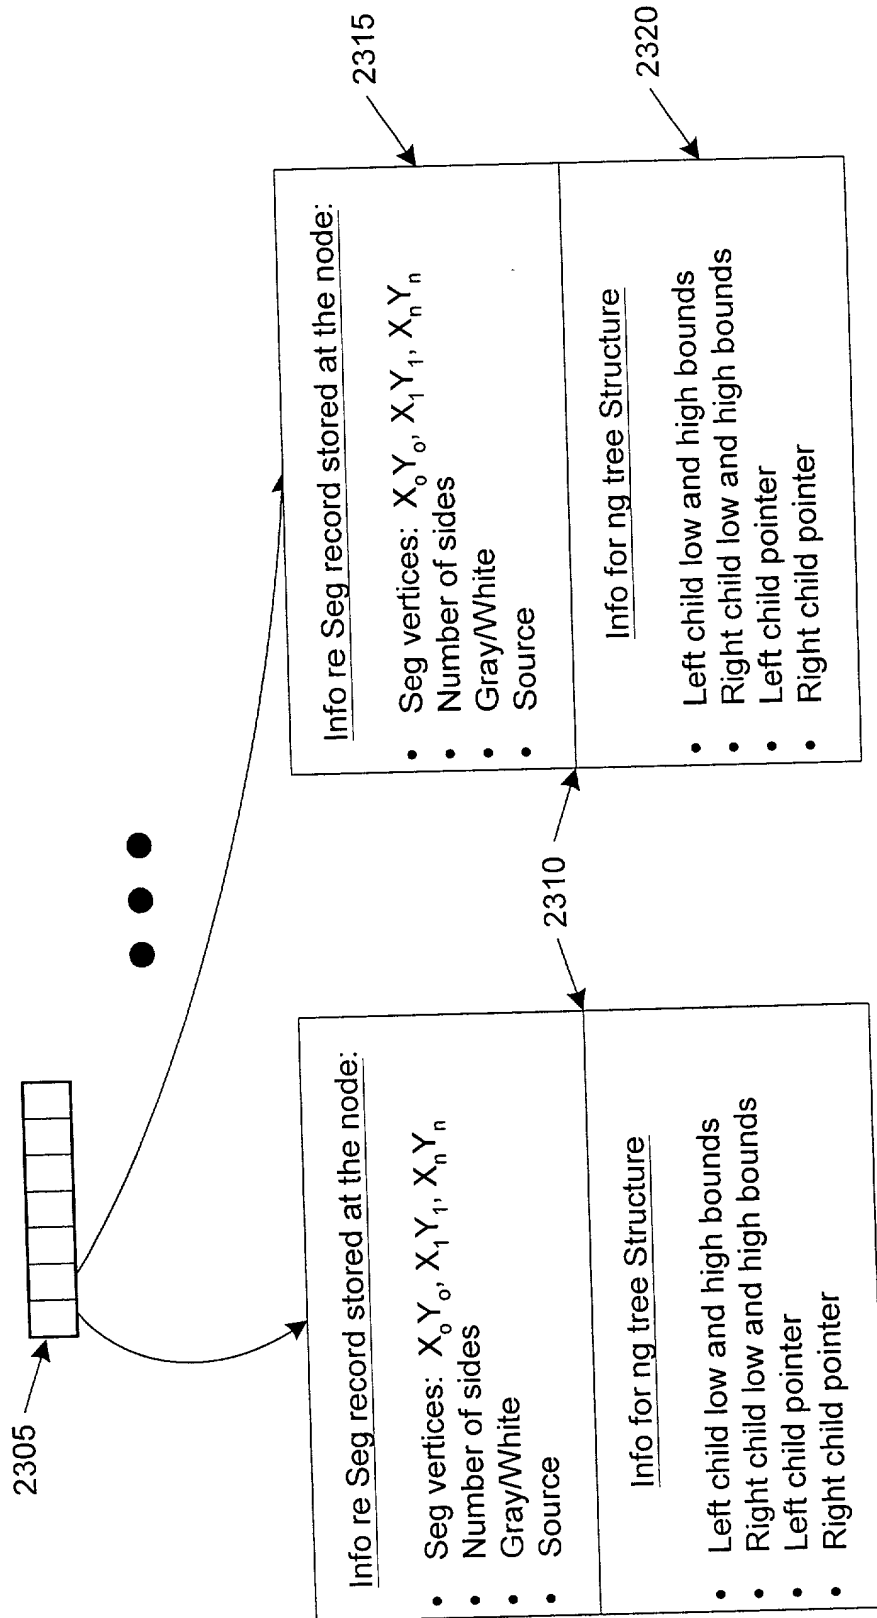 2305
Info re Seg record stored at the node:
• Seg vertices: XoYo, X1Y1, XnYn
• Number of sides
• Gray/White
• Source
Info for ng tree Structure
• Left child low and high bounds
• Right child low and high bounds
• Left child pointer
• Right child pointer
2310
Info re Seg record stored at the node:
• Seg vertices: XoYo, X1Y1, XnYn
• Number of sides
• Gray/White
• Source
Info for ng tree Structure
• Left child low and high bounds
• Right child low and high bounds
• Left child pointer
• Right child pointer
2315
2320